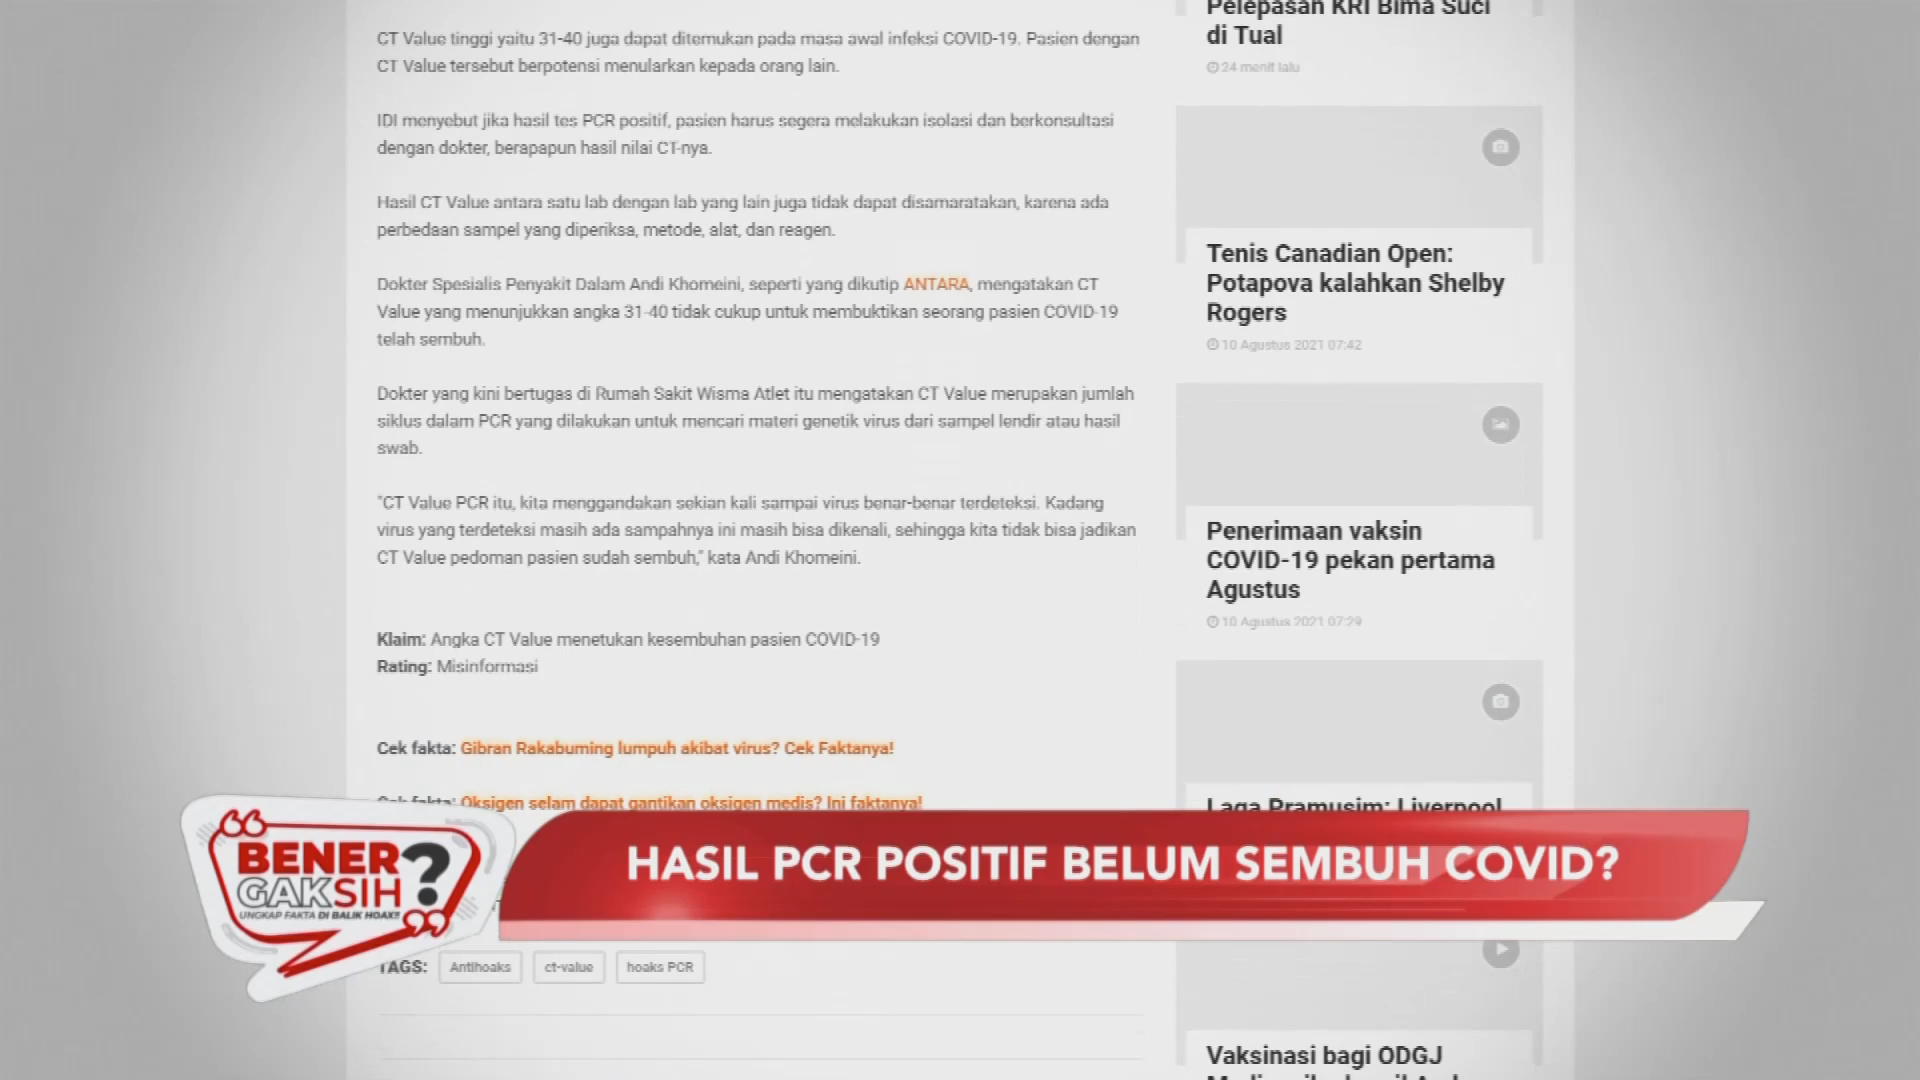 CT Value tinggi yaitu 31-40 juga dapat ditemukan pada masa awal infeksi COVID-19. Pasien dengan
CT Value tersebut berpotensi menularkan kepada orang lain.
IDI menyebut jika hasil tes PCR positif, pasien harus segera melakukan isolasi dan berkonsultasi
dengan dokter, berapapun hasil nilai CT-nya.
Hasil CT Value antara satu lab dengan lab yang lain juga tidak dapat disamaratakan, karena ada
perbedaan sampel yang diperiksa, metode, alat, dan reagen.
Dokter Spesialis Penyakit Dalam Andi Khomeini, seperti yang dikutip ANTARA, mengatakan CT
Value yang menunjukkan angka 31-40 tidak cukup untuk membuktikan seorang pasien COVID-19
telah sembuh.
Dokter yang kini bertugas di Rumah Sakit Wisma Atlet itu mengatakan CT Value merupakan jumlah
siklus dalam PCR yang dilakukan untuk mencari materi genetik virus dari sampel lendir atau hasil
swab.
"CT Value PCR itu, kita menggandakan sekian kali sampai virus benar-benar terdeteksi. Kadang
virus yang terdeteksi masih ada sampahnya ini masih bisa dikenali, sehingga kita tidak bisa jadikan
CT Value pedoman pasien sudah sembuh," kata Andi Khomeini.
Klaim: Angka CT Value menetukan kesembuhan pasien COVID-19
Rating: Misinformasi
Cek fakta: Gibran Rakabuming lumpuh akibat virus? Cek Faktanya!
Cek fakta: Oksigen selam dapat gantikan oksigen medis? Ini faktanya!
TAGS: Antihoaks ct-value hoaks PCR
Pelepasan KRI Bima Suci
di Tual
24 menit lalu
Tenis Canadian Open:
Potapova kalahkan Shelby
Rogers
10 Agustus 2021 07:42
Penerimaan vaksin
COVID-19 pekan pertama
Agustus
10 Agustus 2021 07:29
Laga Pramusim: Liverpool
Vaksinasi bagi ODGJ
BENER
GAKSIH?
UNGKAP FAKTA DI BALIK HOAX!!
HASIL PCR POSITIF BELUM SEMBUH COVID?